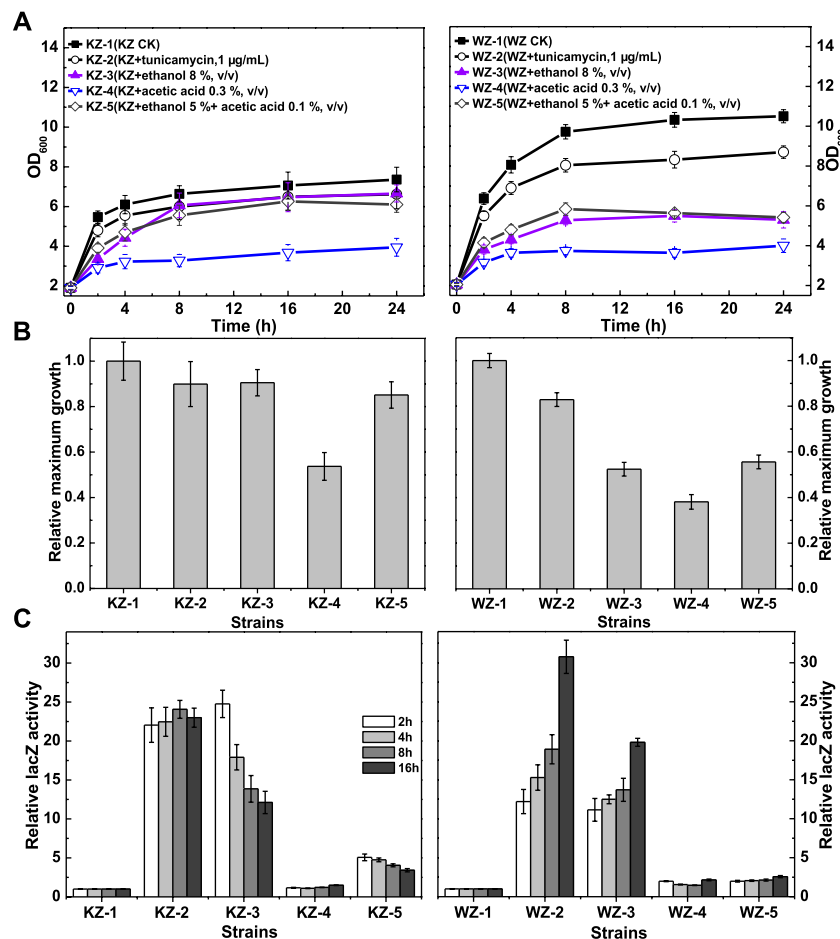 A
KZ-1(KZ CK)
KZ-2(KZ+tunicamycin,1 μg/mL)
KZ-3(KZ+ethanol 8 %, v/v)
KZ-4(KZ+acetic acid 0.3 %, v/v)
KZ-5(KZ+ethanol 5 %+ acetic acid 0.1 %, v/v)
14
12
10
8
6
4
2
OD600
0 4 8 12 16 20 24
Time (h)
WZ-1(WZ CK)
WZ-2(WZ+tunicamycin,1 μg/mL)
WZ-3(WZ+ethanol 8 %, v/v)
WZ-4(WZ+acetic acid 0.3 %, v/v)
WZ-5(WZ+ethanol 5 %+ acetic acid 0.1 %, v/v)
14
12
10
8
6
4
2
OD600
0 4 8 12 16 20 24
Time (h)
B
Relative maximum growth
1.0
0.8
0.6
0.4
0.2
0.0
KZ-1 KZ-2 KZ-3 KZ-4 KZ-5
Strains
1.0
0.8
0.6
0.4
0.2
0.0
Relative maximum growth
WZ-1 WZ-2 WZ-3 WZ-4 WZ-5
Strains
C
Relative lacZ activity
30
25
20
15
10
5
0
2h
4h
8h
16h
KZ-1 KZ-2 KZ-3 KZ-4 KZ-5
Strains
30
25
20
15
10
5
0
Relative lacZ activity
WZ-1 WZ-2 WZ-3 WZ-4 WZ-5
Strains